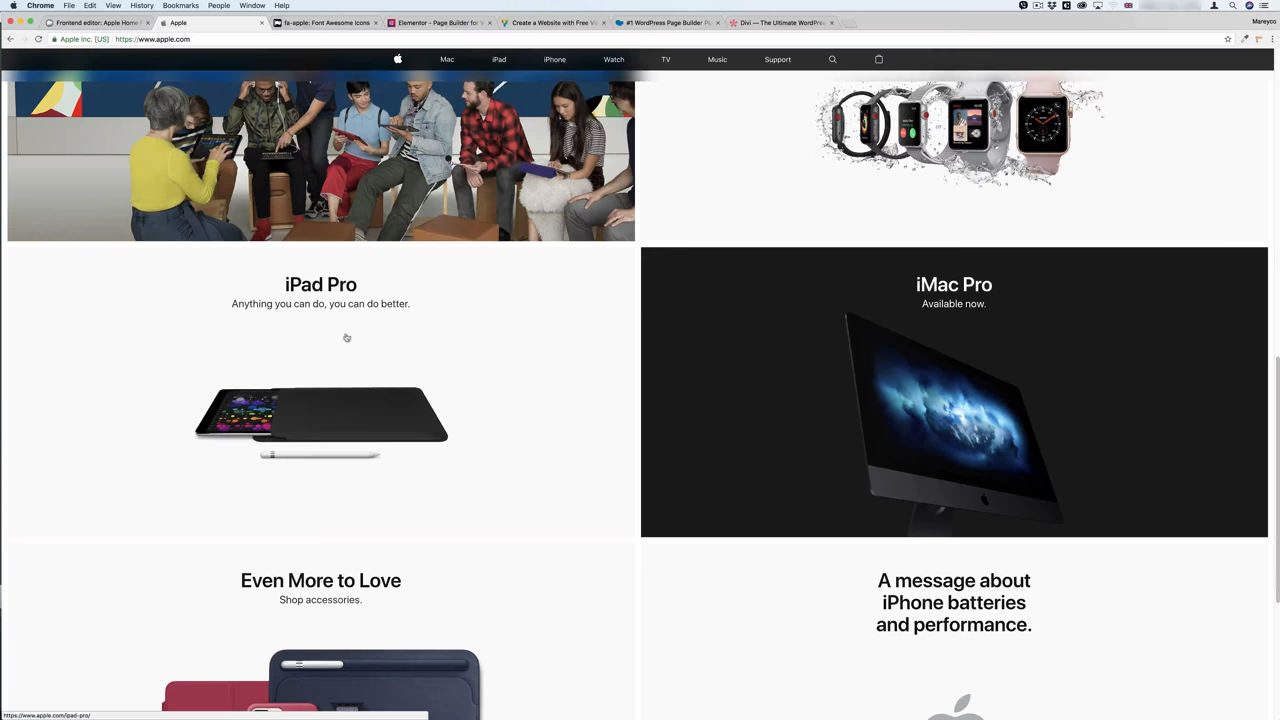 Chrome File Edit View History Bookmarks People Window Help
Frontend editor: Apple Home P
Apple
fa-apple: Font Awesome Icons
Elementor - Page Builder for W
Create a Website with Free Vi
#1 WordPress Page Builder Pl
Divi — The Ultimate WordPres
Mareyco
Apple Inc. [US] https://www.apple.com
Mac iPad iPhone Watch TV Music Support
iPad Pro
Anything you can do, you can do better.
iMac Pro
Available now.
Even More to Love
Shop accessories.
A message about
iPhone batteries
and performance.
https://www.apple.com/ipad-pro/